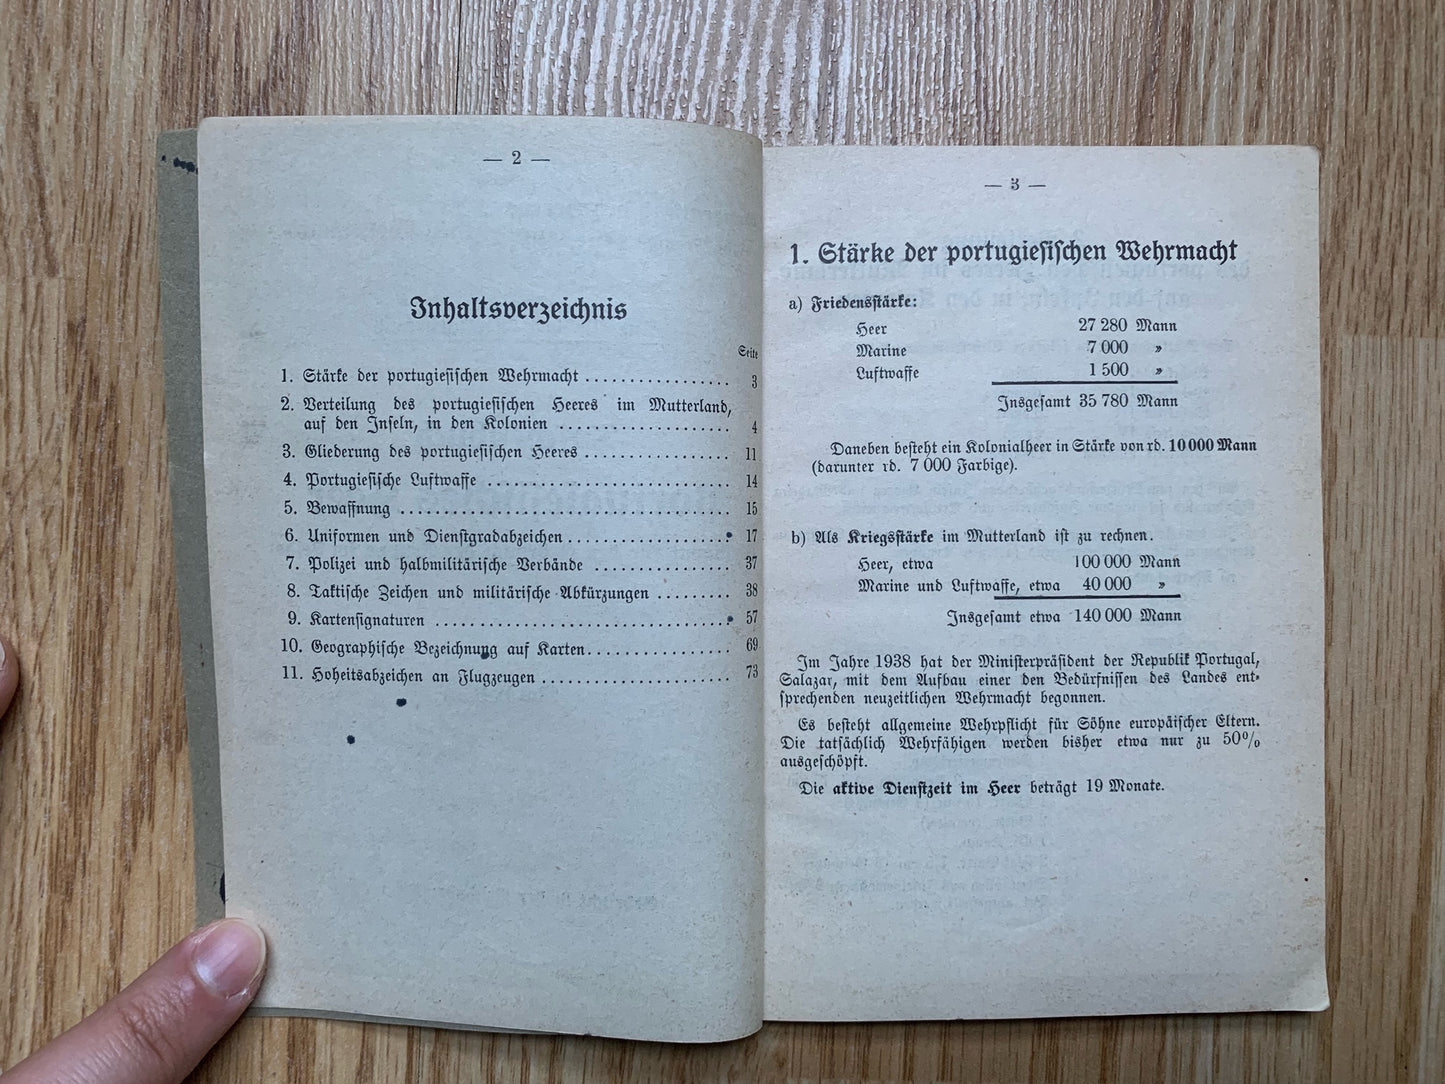 — 2 —
Inhaltsverzeichnis
Seite
1. Stärke der portugiesischen Wehrmacht ................. 3
2. Verteilung des portugiesischen Heeres im Mutterland,
auf den Inseln, in den Kolonien .................... 4
3. Gliederung des portugiesischen Heeres ................. 11
4. Portugiesische Luftwaffe ............................ 14
5. Bewaffnung ...................................... 15
6. Uniformen und Dienstgradabzeichen ................... 17
7. Polizei und halbmilitärische Verbände ................ 37
8. Taktische Zeichen und militärische Abkürzungen ......... 38
9. Kartensignaturen .................................. 57
10. Geographische Bezeichnung auf Karten................. 69
11. Hoheitsabzeichen an Flugzeugen ...................... 73
— 3 —
1. Stärke der portugiesischen Wehrmacht
a) Friedensstärke:
Heer 27 280 Mann
Marine 7 000 »
Luftwaffe 1 500 »
Insgesamt 35 780 Mann
Daneben besteht ein Kolonialheer in Stärke von rd. 10 000 Mann
(darunter rd. 7 000 Farbige).
b) Als Kriegsstärke im Mutterland ist zu rechnen.
Heer, etwa 100 000 Mann
Marine und Luftwaffe, etwa 40 000 »
Insgesamt etwa 140 000 Mann
Im Jahre 1938 hat der Ministerpräsident der Republik Portugal,
Salazar, mit dem Aufbau einer den Bedürfnissen des Landes ent-
sprechenden neuzeitlichen Wehrmacht begonnen.
Es besteht allgemeine Wehrpflicht für Söhne europäischer Eltern.
Die tatsächlich Wehrfähigen werden bisher etwa nur zu 50%
ausgeschöpft.
Die aktive Dienstzeit im Heer beträgt 19 Monate.